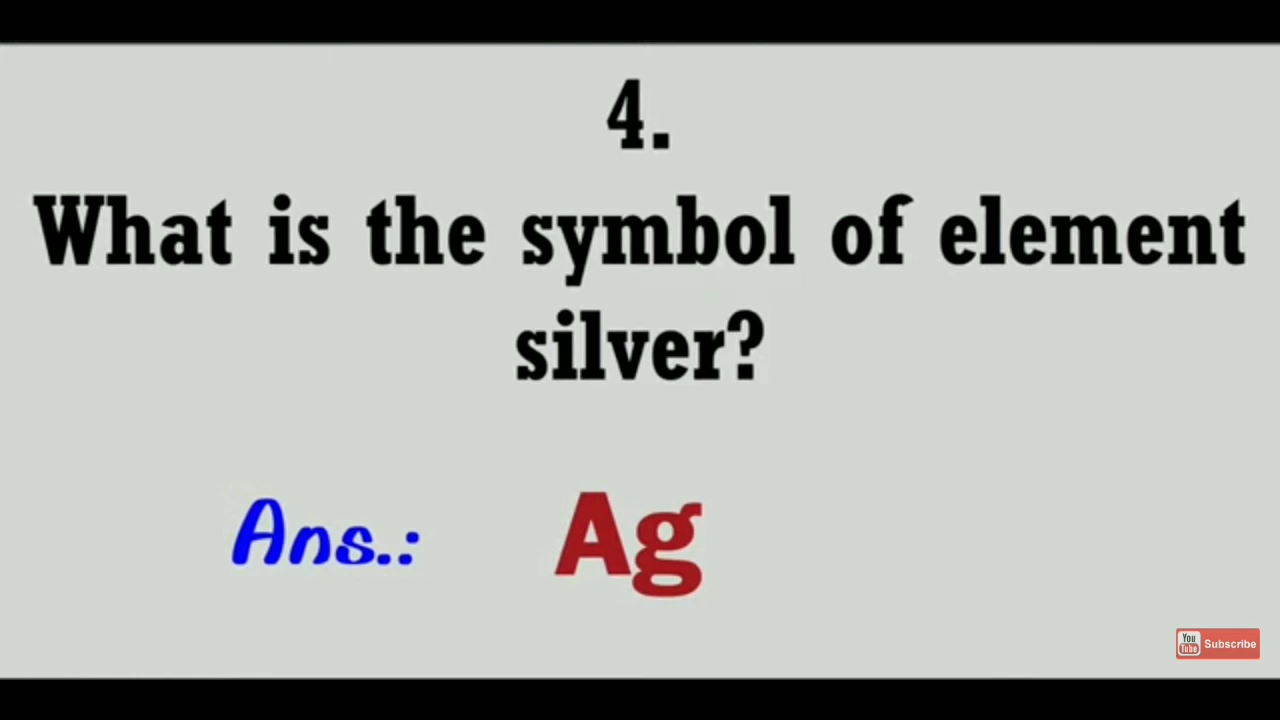 4.
What is the symbol of element
silver?
Ans.: Ag
You
Tube Subscribe